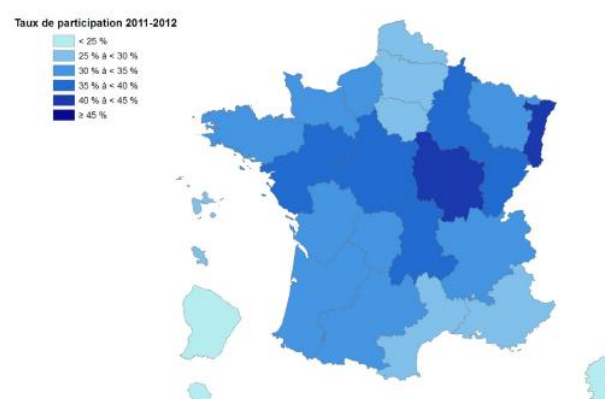 Taux de participation 2011-2012
< 25 %
25 % à < 30 %
30 % à < 35 %
35 % à < 40 %
40 % à < 45 %
≥ 45 %